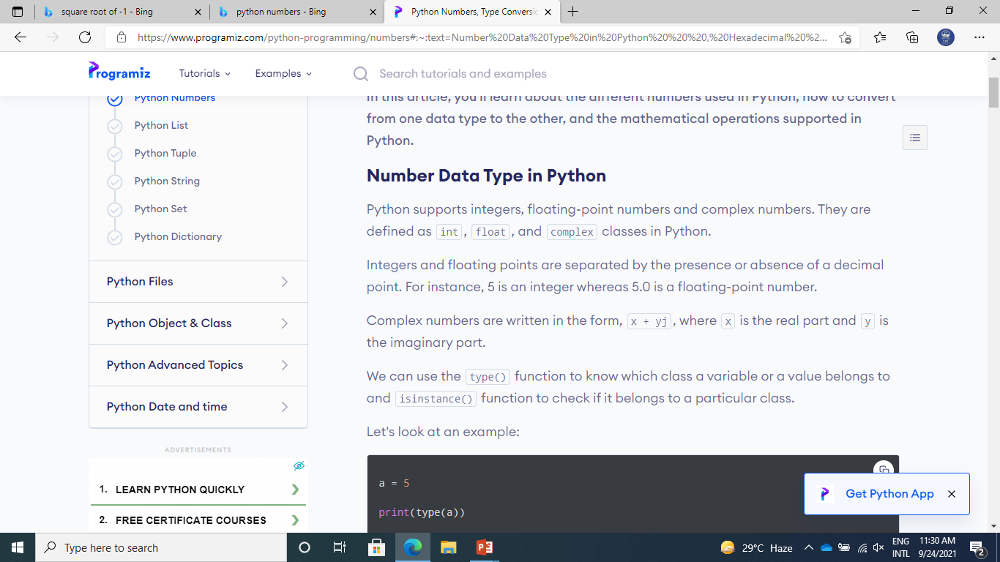 square root of -1 - Bing
python numbers - Bing
Python Numbers, Type Conversic
https://www.programiz.com/python-programming/numbers#:~:text=Number%20Data%20Type%20in%20Python%20%20%20,%20Hexadecimal%20%2...
Programiz
Tutorials
Examples
Search tutorials and examples
Python Numbers
Python List
Python Tuple
Python String
Python Set
Python Dictionary
Python Files
Python Object & Class
Python Advanced Topics
Python Date and time
ADVERTISEMENTS
1. LEARN PYTHON QUICKLY
2. FREE CERTIFICATE COURSES
In this article, you'll learn about the different numbers used in Python, how to convert
from one data type to the other, and the mathematical operations supported in
Python.
Number Data Type in Python
Python supports integers, floating-point numbers and complex numbers. They are
defined as int, float, and complex classes in Python.
Integers and floating points are separated by the presence or absence of a decimal
point. For instance, 5 is an integer whereas 5.0 is a floating-point number.
Complex numbers are written in the form, x + yj, where x is the real part and y is
the imaginary part.
We can use the type() function to know which class a variable or a value belongs to
and isinstance() function to check if it belongs to a particular class.
Let's look at an example:
a = 5
print(type(a))
Get Python App
Type here to search
29°C Haze
ENG
INTL
11:30 AM
9/24/2021
2